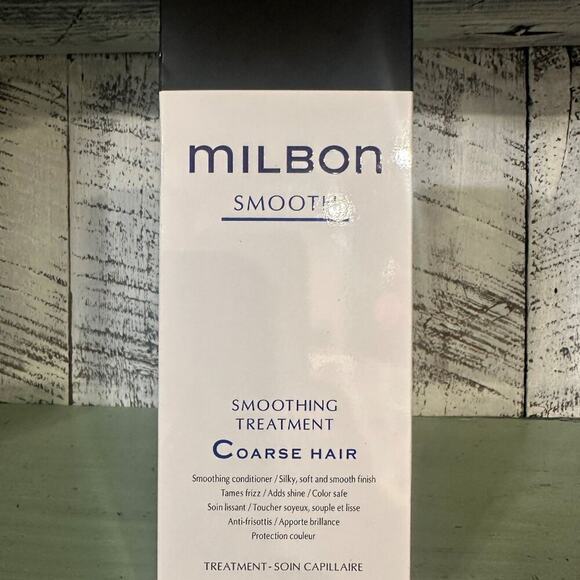 MILBON
SMOOTH
SMOOTHING
TREATMENT
COARSE HAIR
Smoothing conditioner / Silky, soft and smooth finish
Tames frizz / Adds shine / Color safe
Soin lissant / Toucher soyeux, souple et lisse
Anti-frisottis / Apporte brillance
Protection couleur
TREATMENT - SOIN CAPILLAIRE